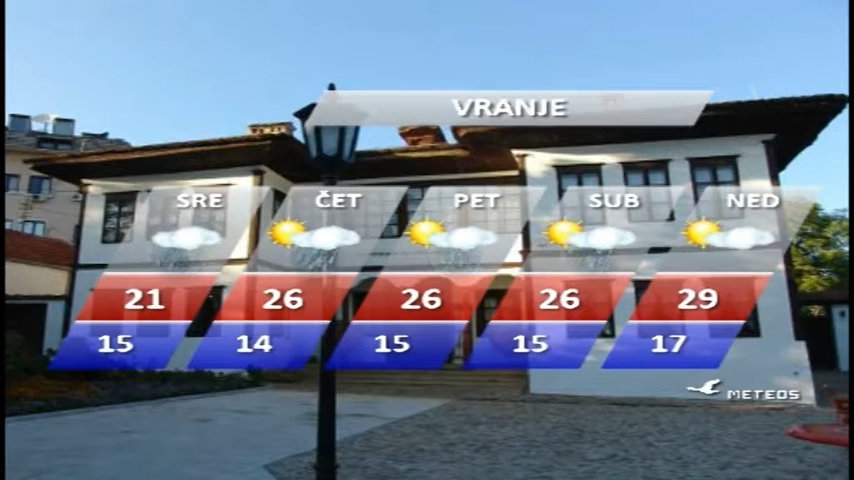 VRANJE
SRE ČET PET SUB NED
21 26 26 26 29
15 14 15 15 17
METEOS